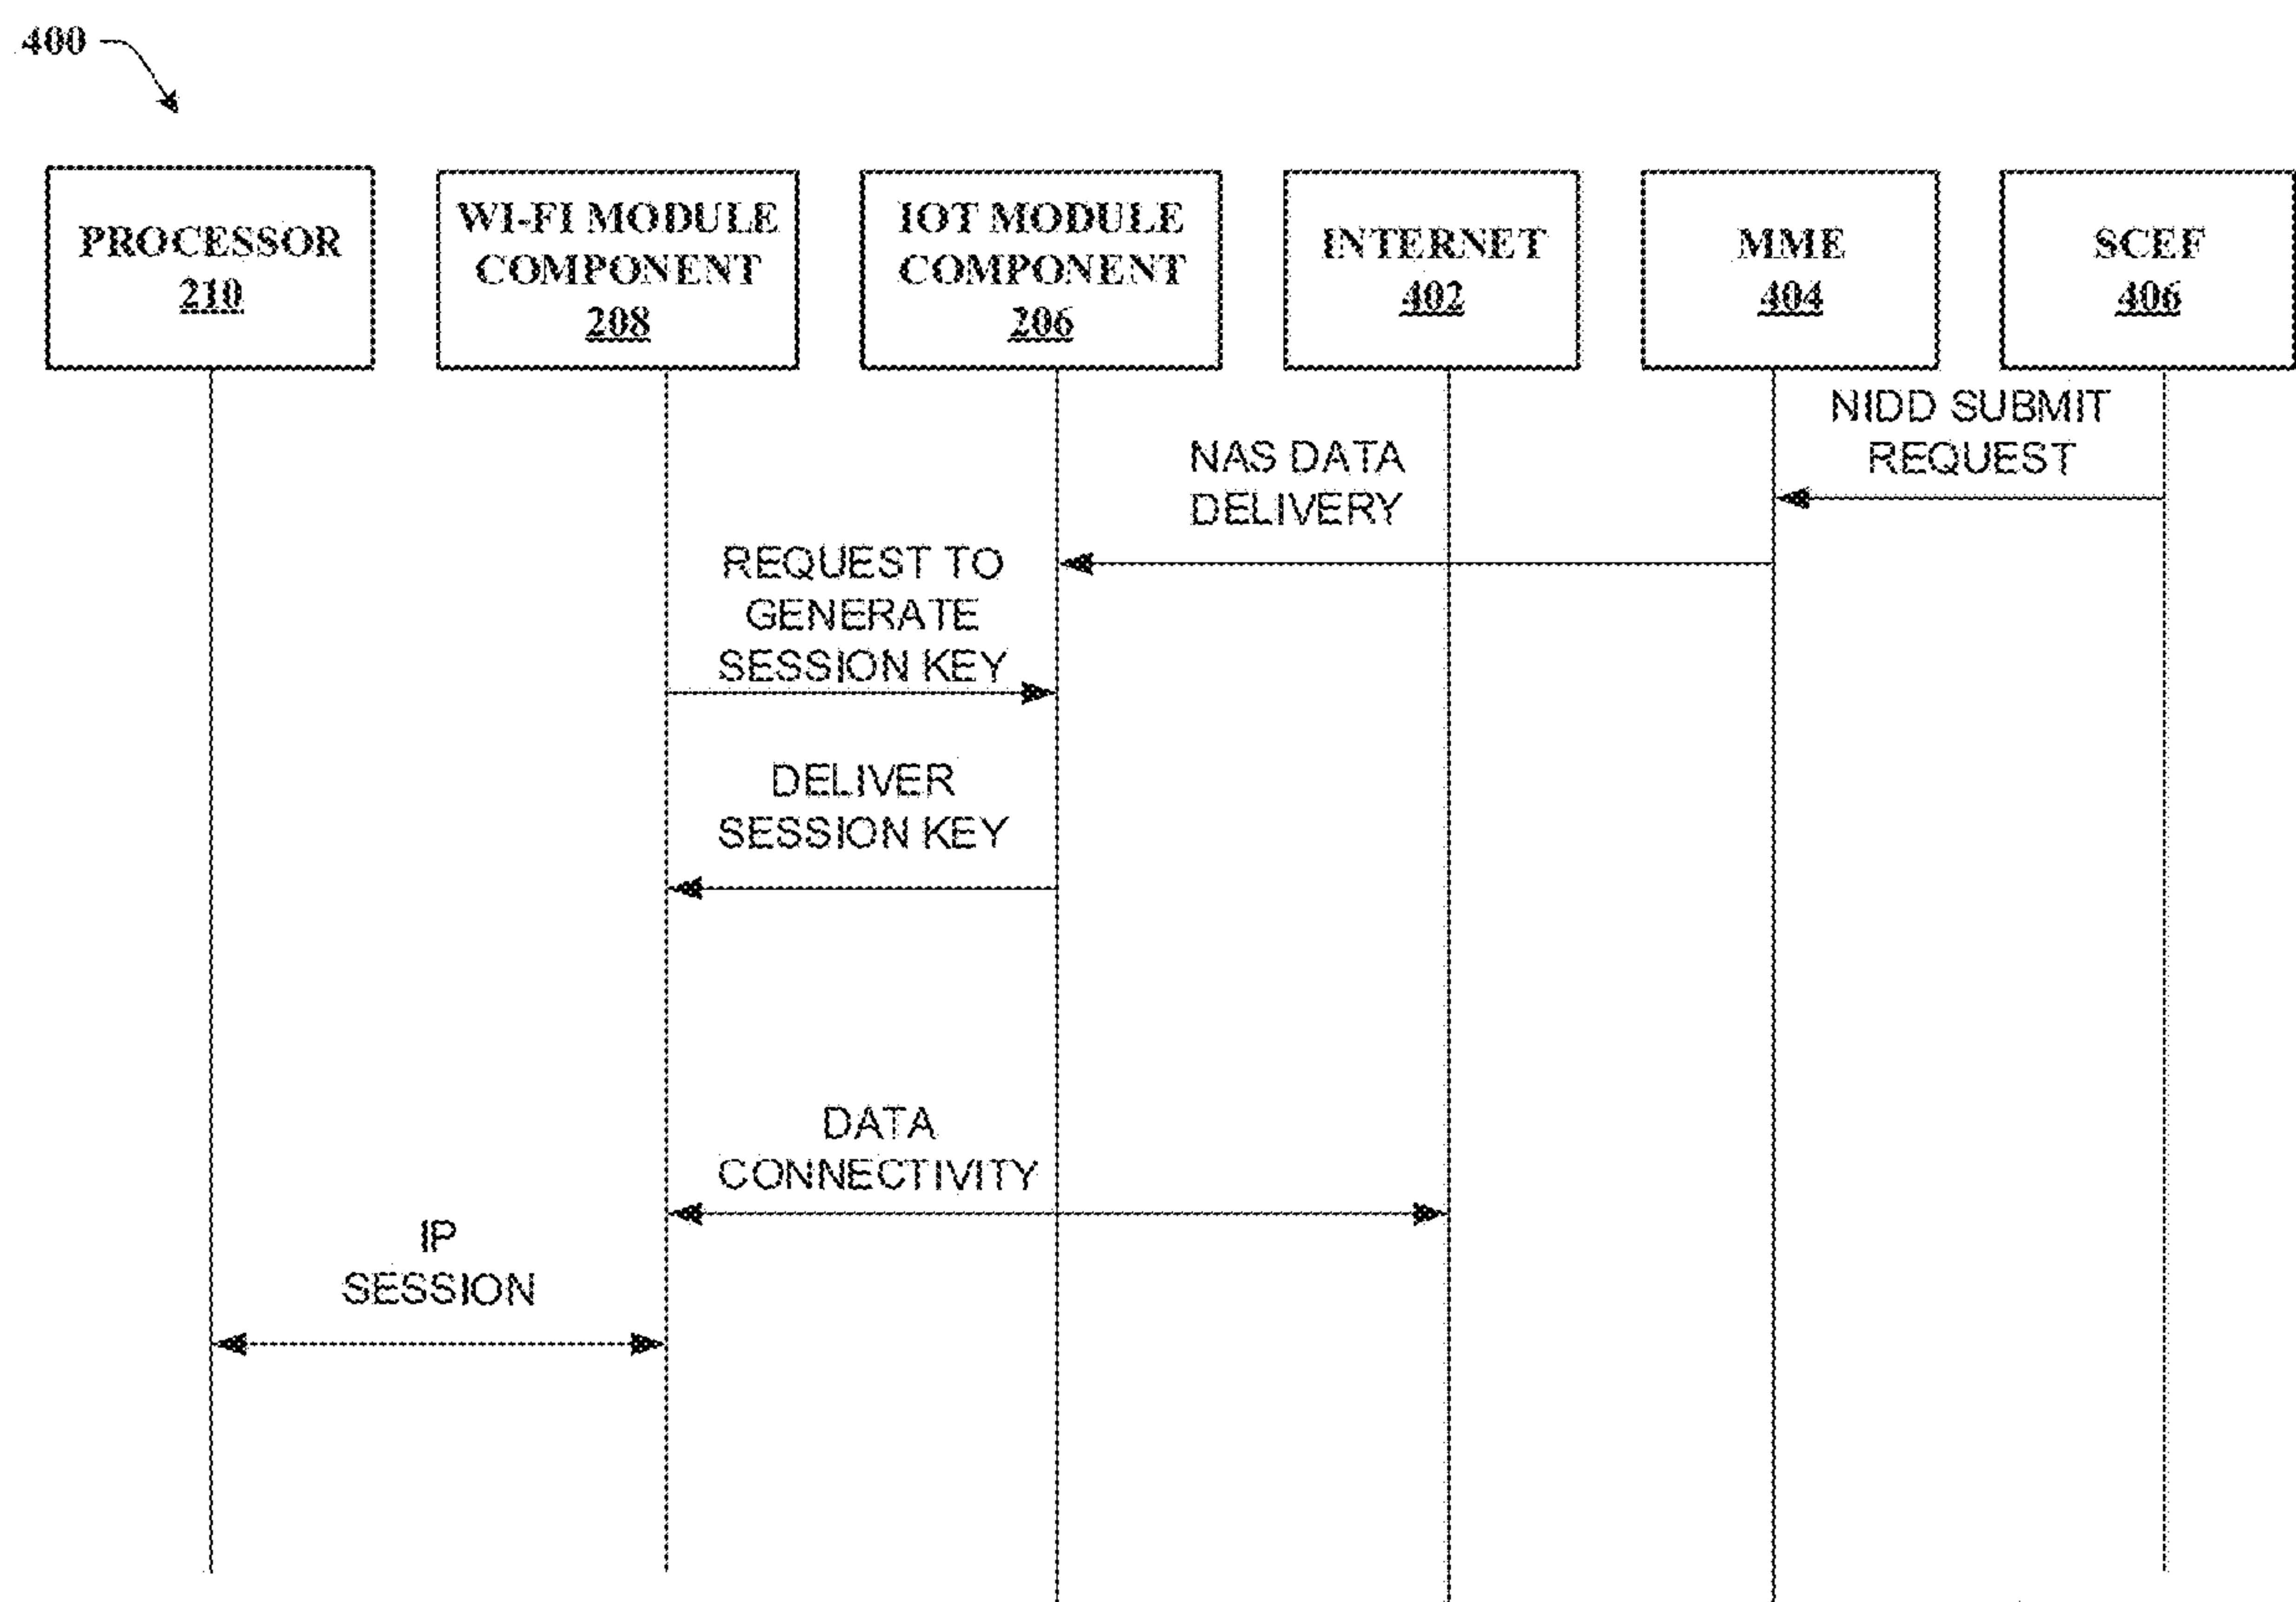 400
PROCESSOR
210
WI-FI MODULE
COMPONENT
208
IOT MODULE
COMPONENT
206
INTERNET
402
MME
404
SCEF
406
NIDD SUBMIT
REQUEST
NAS DATA
DELIVERY
REQUEST TO
GENERATE
SESSION KEY
DELIVER
SESSION KEY
DATA
CONNECTIVITY
IP
SESSION